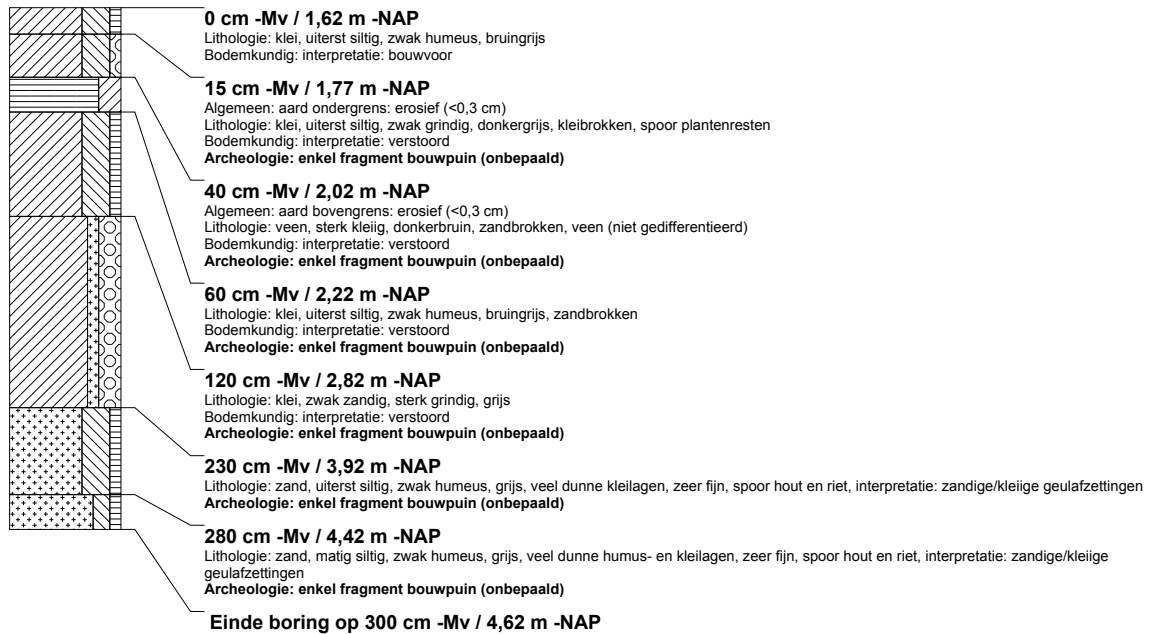 0 cm -Mv / 1,62 m -NAP
Lithologie: klei, uiterst siltig, zwak humeus, bruingrijs
Bodemkundig: interpretatie: bouwvoor
15 cm -Mv / 1,77 m -NAP
Algemeen: aard ondergrens: erosief (<0,3 cm)
Lithologie: klei, uiterst siltig, zwak grindig, donkergrijs, kleibrokken, spoor plantenresten
Bodemkundig: interpretatie: verstoord
Archeologie: enkel fragment bouwpuin (onbepaald)
40 cm -Mv / 2,02 m -NAP
Algemeen: aard bovengrens: erosief (<0,3 cm)
Lithologie: veen, sterk kleiig, donkerbruin, zandbrokken, veen (niet gedifferentieerd)
Bodemkundig: interpretatie: verstoord
Archeologie: enkel fragment bouwpuin (onbepaald)
60 cm -Mv / 2,22 m -NAP
Lithologie: klei, uiterst siltig, zwak humeus, bruingrijs, zandbrokken
Bodemkundig: interpretatie: verstoord
Archeologie: enkel fragment bouwpuin (onbepaald)
120 cm -Mv / 2,82 m -NAP
Lithologie: klei, zwak zandig, sterk grindig, grijs
Bodemkundig: interpretatie: verstoord
Archeologie: enkel fragment bouwpuin (onbepaald)
230 cm -Mv / 3,92 m -NAP
Lithologie: zand, uiterst siltig, zwak humeus, grijs, veel dunne kleilagen, zeer fijn, spoor hout en riet, interpretatie: zandige/kleiige geulafzettingen
Archeologie: enkel fragment bouwpuin (onbepaald)
280 cm -Mv / 4,42 m -NAP
Lithologie: zand, matig siltig, zwak humeus, grijs, veel dunne humus- en kleilagen, zeer fijn, spoor hout en riet, interpretatie: zandige/kleiige
geulafzettingen
Archeologie: enkel fragment bouwpuin (onbepaald)
Einde boring op 300 cm -Mv / 4,62 m -NAP